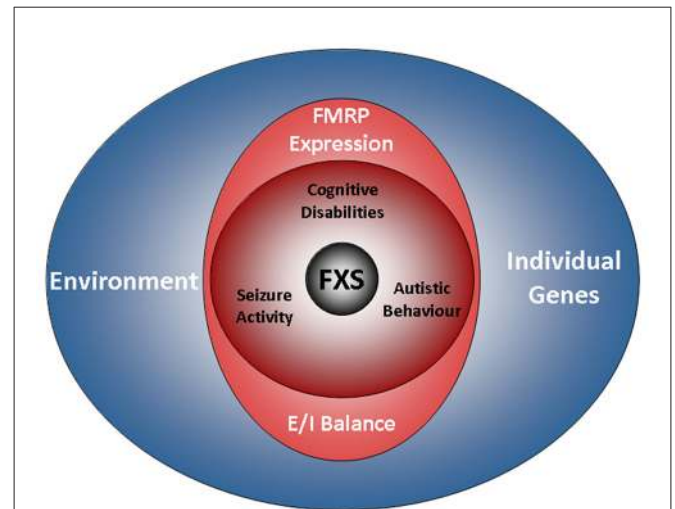 FMRP
Expression
Cognitive
Disabilities
Environment
FXS
Individual
Genes
Seizure
Activity
Autistic
Behaviour
E/I Balance